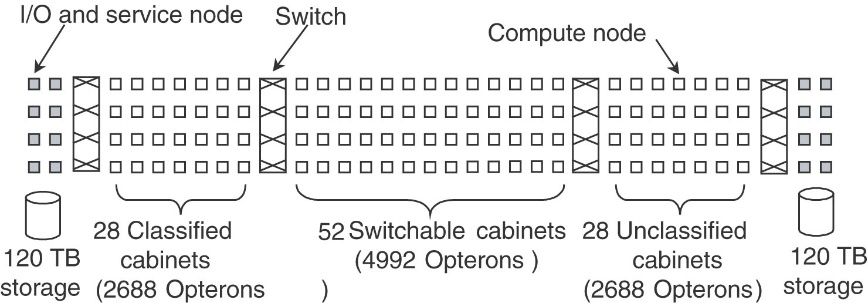 I/O and service node
Switch
Compute node
28 Classified
cabinets
(2688 Opterons )
52 Switchable cabinets
(4992 Opterons )
28 Unclassified
cabinets
(2688 Opterons)
120 TB
storage
120 TB
storage